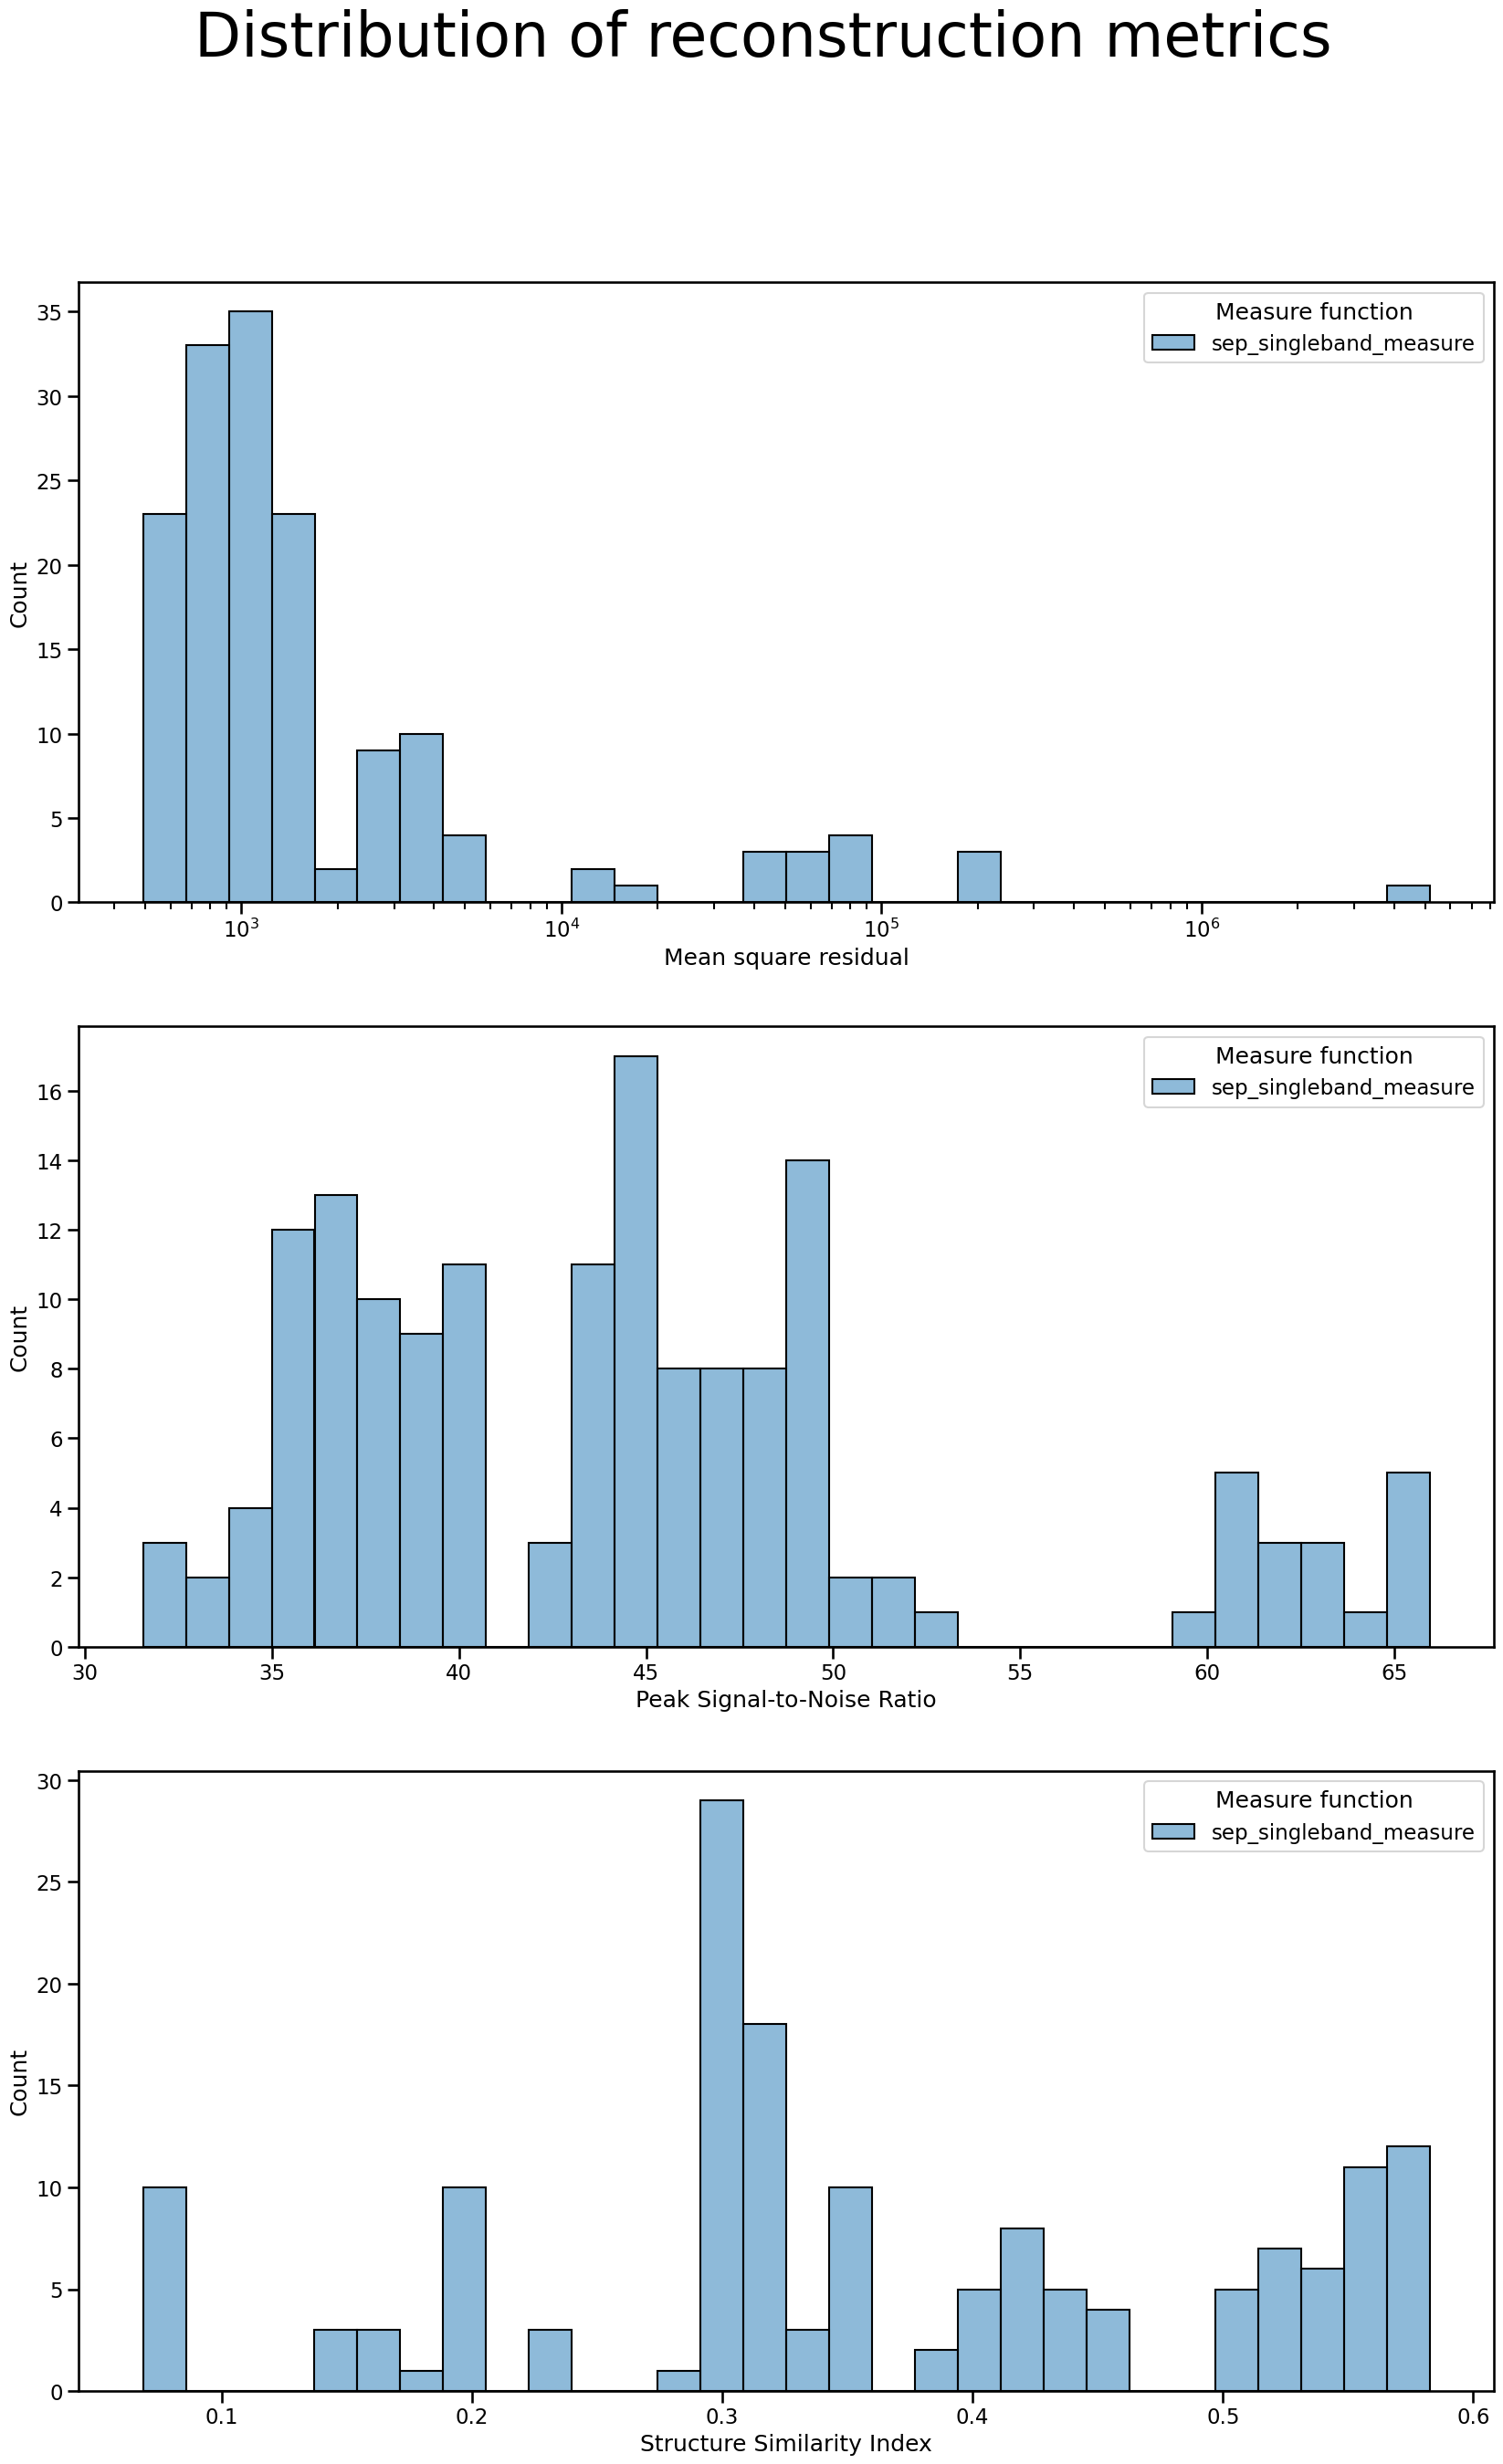 Distribution of reconstruction metrics
Measure function
sep_singleband_measure
35
30
25
20
15
10
5
0
Count
10³ 10⁴ 10⁵ 10⁶
Mean square residual
Measure function
sep_singleband_measure
16
14
12
10
8
6
4
2
0
Count
30 35 40 45 50 55 60 65
Peak Signal-to-Noise Ratio
Measure function
sep_singleband_measure
30
25
20
15
10
5
0
Count
0.1 0.2 0.3 0.4 0.5 0.6
Structure Similarity Index